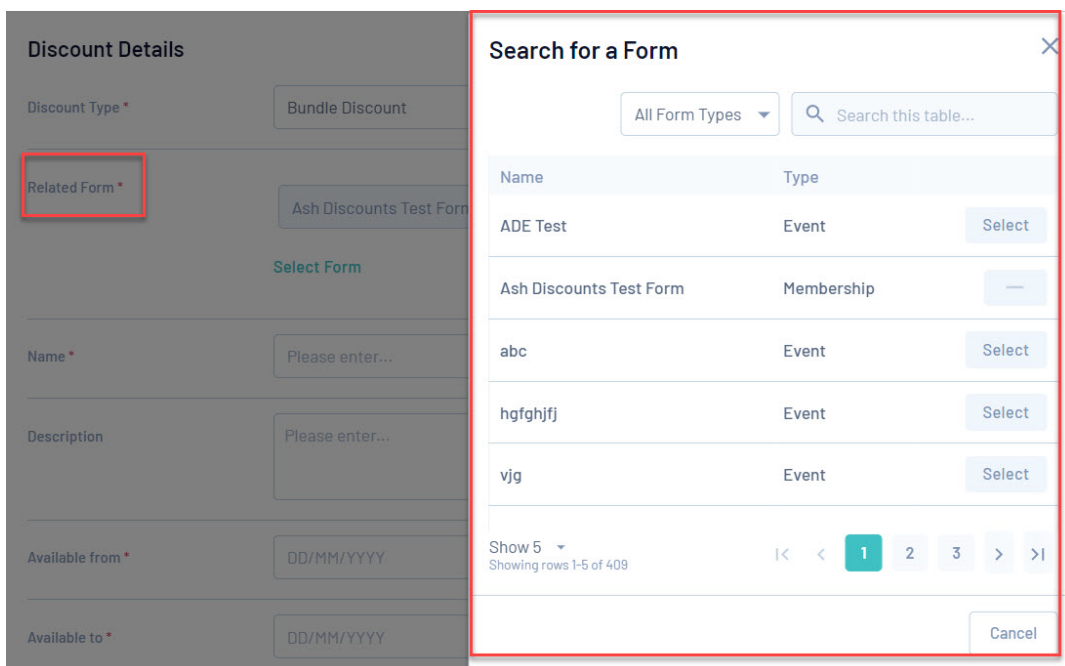 Discount Details
Discount Type *
Bundle Discount
Related Form *
Ash Discounts Test Form
Select Form
Name *
Please enter...
Description
Please enter...
Available from *
DD/MM/YYYY
Available to *
DD/MM/YYYY
Search for a Form
All Form Types
Search this table...
Name Type
ADE Test Event Select
Ash Discounts Test Form Membership —
abc Event Select
hgfghjfj Event Select
vjg Event Select
Show 5
Showing rows 1-5 of 409
1 2 3
Cancel